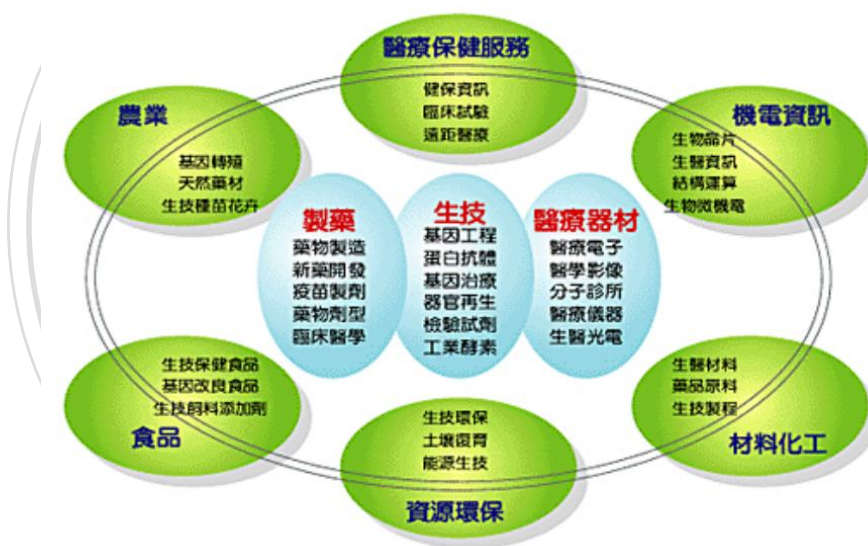 醫療保健服務
健保資訊
臨床試驗
遠距醫療
農業
基因轉殖
天然藥材
生技種苗花卉
機電資訊
生物晶片
生醫資訊
結構運算
生物微機電
製藥
藥物製造
新藥開發
疫苗製劑
藥物劑型
臨床醫學
生技
基因工程
蛋白抗體
基因治療
器官再生
檢驗試劑
工業酵素
醫療器材
醫療電子
醫學影像
分子診所
醫療儀器
生醫光電
生技保健食品
基因改良食品
生技飼料添加劑
食品
生技環保
土壤復育
能源生技
資源環保
生醫材料
藥品原料
生技製程
材料化工